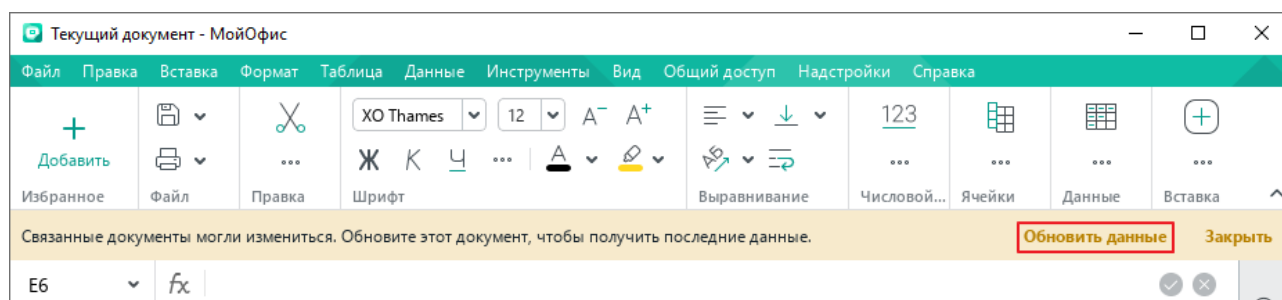 Текущий документ - МойОфис
Файл Правка Вставка Формат Таблица Данные Инструменты Вид Общий доступ Надстройки Справка
XO Thames 12 A⁻ A⁺ 123
Добавить Ж К Ч A
Избранное Файл Правка Шрифт Выравнивание Числовой... Ячейки Данные Вставка
Связанные документы могли измениться. Обновите этот документ, чтобы получить последние данные. Обновить данные Закрыть
E6 fx